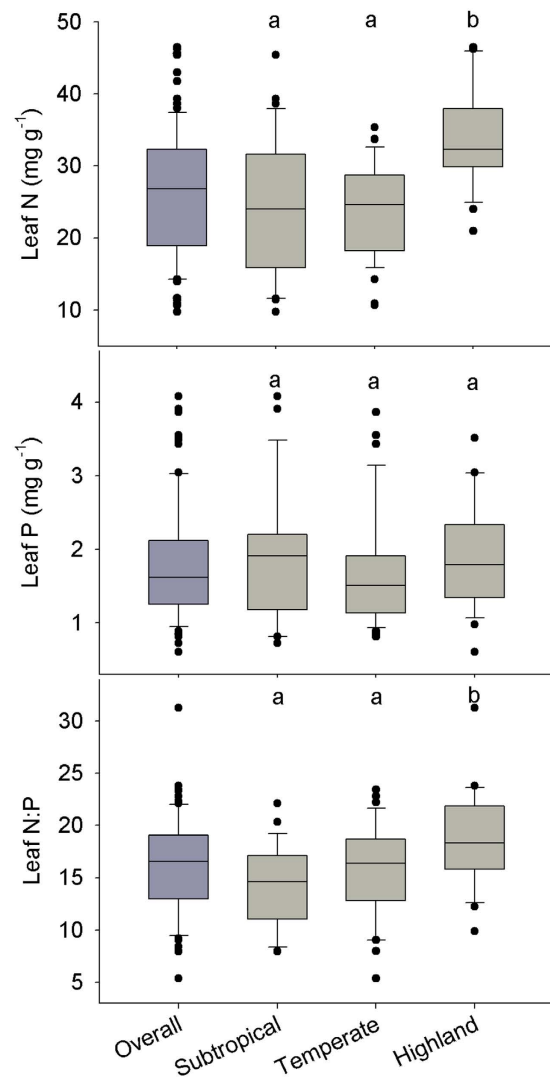 a a b
50
40
30
20
10
Leaf N (mg g⁻¹)
a a a
4
3
2
1
Leaf P (mg g⁻¹)
a a b
30
25
20
15
10
5
Leaf N:P
Overall Subtropical Temperate Highland